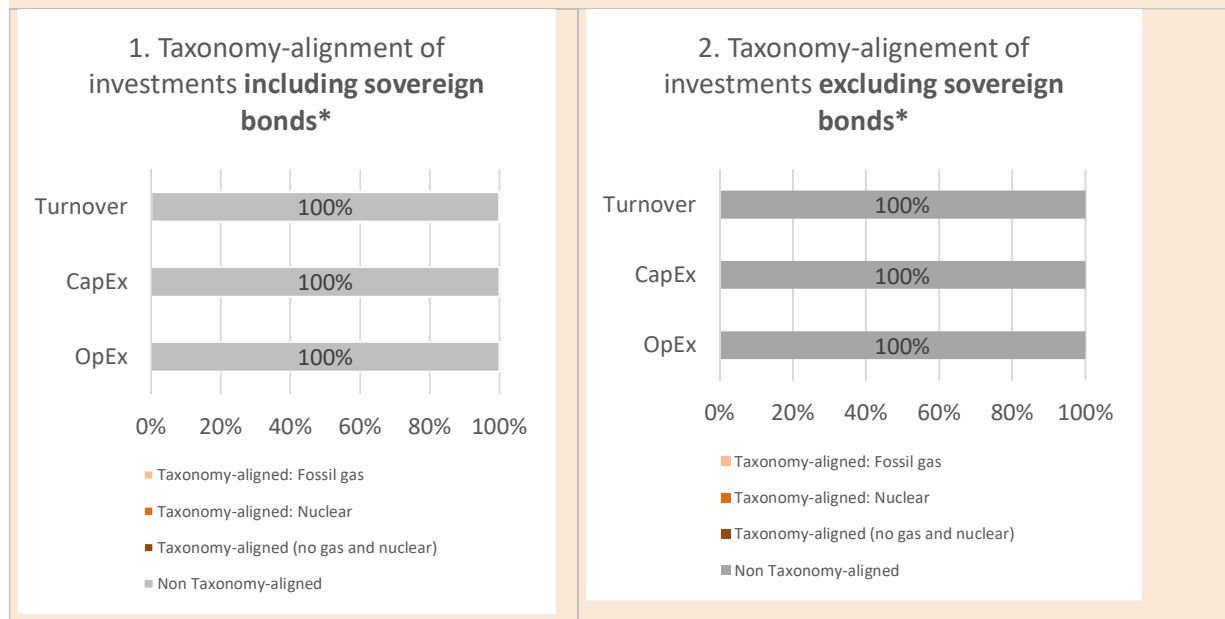 1. Taxonomy-alignment of
investments including sovereign
bonds*
Turnover
100%
CapEx
100%
OpEx
100%
0% 20% 40% 60% 80% 100%
Taxonomy-aligned: Fossil gas
Taxonomy-aligned: Nuclear
Taxonomy-aligned (no gas and nuclear)
Non Taxonomy-aligned
2. Taxonomy-alignement of
investments excluding sovereign
bonds*
Turnover
100%
CapEx
100%
OpEx
100%
0% 20% 40% 60% 80% 100%
Taxonomy-aligned: Fossil gas
Taxonomy-aligned: Nuclear
Taxonomy-aligned (no gas and nuclear)
Non Taxonomy-aligned